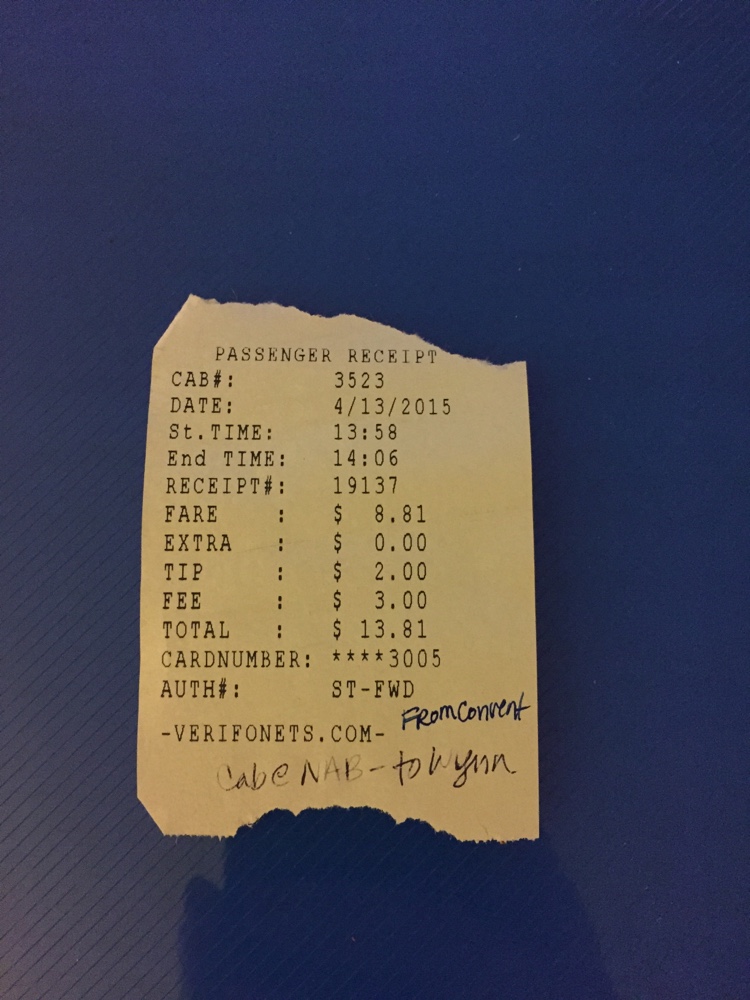 PASSENGER RECEIPT
CAB#: 3523
DATE: 4/13/2015
St.TIME: 13:58
End TIME: 14:06
RECEIPT#: 19137
FARE : $ 8.81
EXTRA : $ 0.00
TIP : $ 2.00
FEE : $ 3.00
TOTAL : $ 13.81
CARDNUMBER: ****3005
AUTH#: ST-FWD
From Convent
-VERIFONETS.COM-
Cab @ NAB - to Wynn